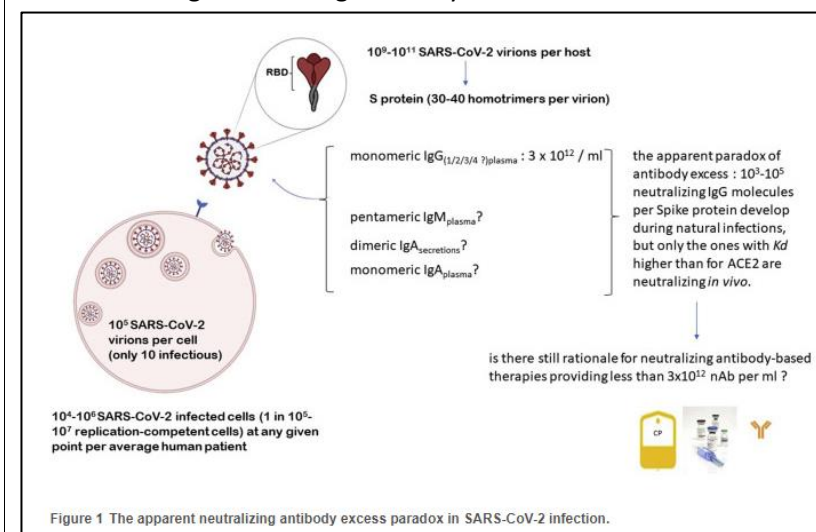 RBD
10⁹-10¹¹ SARS-CoV-2 virions per host
S protein (30-40 homotrimers per virion)
monomeric IgG(1/2/3/4 ?)plasma : 3 x 10¹² / ml
pentameric IgMplasma?
dimeric IgAsecretions?
monomeric IgAplasma?
the apparent paradox of
antibody excess : 10³-10⁵
neutralizing IgG molecules
per Spike protein develop
during natural infections,
but only the ones with Kd
higher than for ACE2 are
neutralizing in vivo.
10⁵ SARS-CoV-2
virions per cell
(only 10 infectious)
is there still rationale for neutralizing antibody-based
therapies providing less than 3x10¹² nAb per ml ?
10⁴-10⁶ SARS-CoV-2 infected cells (1 in 10⁵-
10⁷ replication-competent cells) at any given
point per average human patient
CP
Figure 1 The apparent neutralizing antibody excess paradox in SARS-CoV-2 infection.